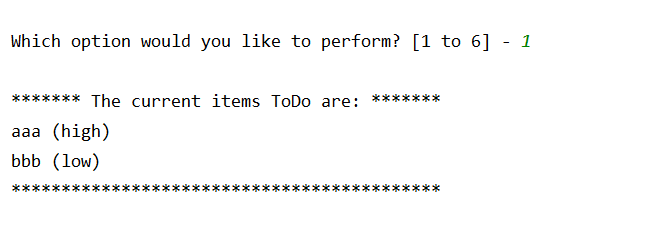 Which option would you like to perform? [1 to 6] - 1
******* The current items ToDo are: *******
aaa (high)
bbb (low)
*******************************************